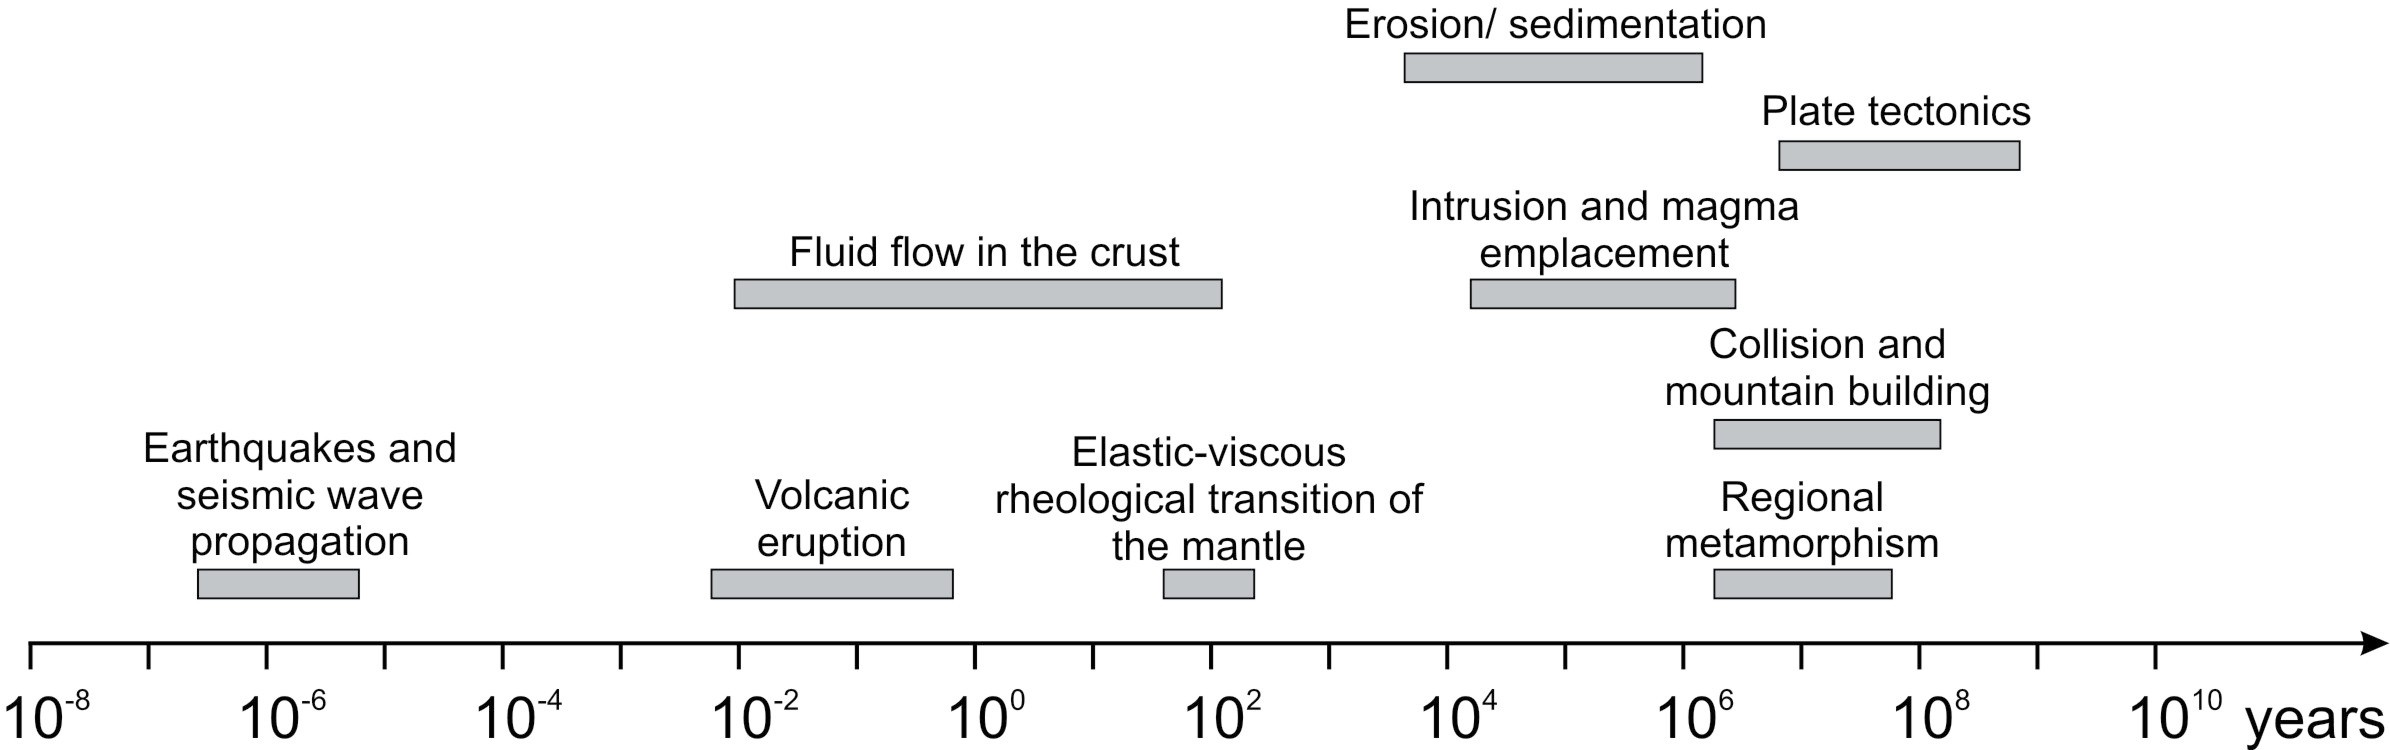 Erosion/ sedimentation
Plate tectonics
Intrusion and magma
emplacement
Fluid flow in the crust
Collision and
mountain building
Earthquakes and
seismic wave
propagation
Volcanic
eruption
Elastic-viscous
rheological transition of
the mantle
Regional
metamorphism
10⁻⁸ 10⁻⁶ 10⁻⁴ 10⁻² 10⁰ 10² 10⁴ 10⁶ 10⁸ 10¹⁰ years